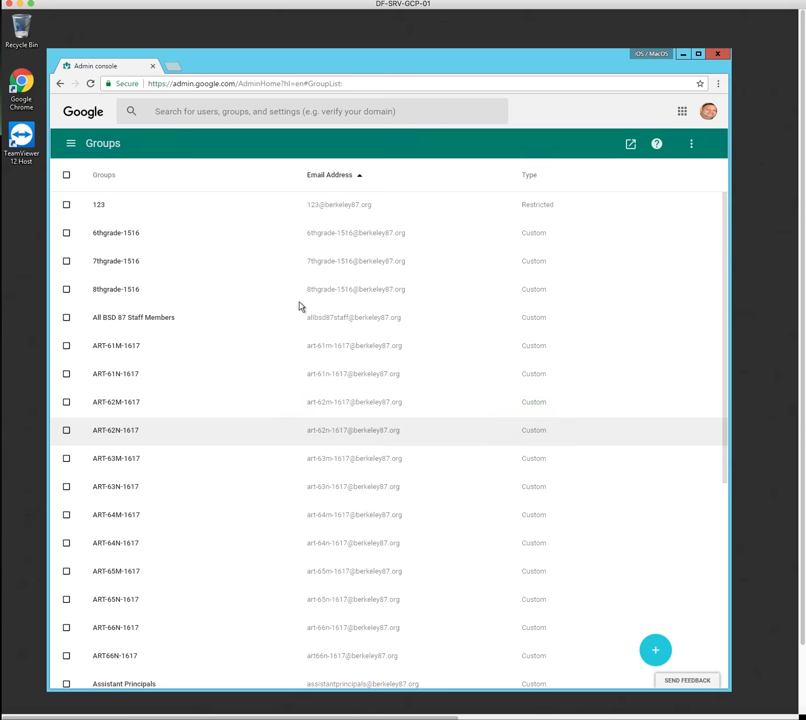 DF-SRV-GCP-01
Recycle Bin
Google
Chrome
TeamViewer
12 Host
iOS / MacOS
Admin console
Secure
https://admin.google.com/AdminHome?hl=en#GroupList:
Google
Search for users, groups, and settings (e.g. verify your domain)
Groups
Groups Email Address Type
123 123@berkeley87.org Restricted
6thgrade-1516 6thgrade-1516@berkeley87.org Custom
7thgrade-1516 7thgrade-1516@berkeley87.org Custom
8thgrade-1516 8thgrade-1516@berkeley87.org Custom
All BSD 87 Staff Members allbsd87staff@berkeley87.org Custom
ART-61M-1617 art-61m-1617@berkeley87.org Custom
ART-61N-1617 art-61n-1617@berkeley87.org Custom
ART-62M-1617 art-62m-1617@berkeley87.org Custom
ART-62N-1617 art-62n-1617@berkeley87.org Custom
ART-63M-1617 art-63m-1617@berkeley87.org Custom
ART-63N-1617 art-63n-1617@berkeley87.org Custom
ART-64M-1617 art-64m-1617@berkeley87.org Custom
ART-64N-1617 art-64n-1617@berkeley87.org Custom
ART-65M-1617 art-65m-1617@berkeley87.org Custom
ART-65N-1617 art-65n-1617@berkeley87.org Custom
ART-66N-1617 art-66n-1617@berkeley87.org Custom
ART66N-1617 art66n-1617@berkeley87.org Custom
Assistant Principals assistantprincipals@berkeley87.org Custom
SEND FEEDBACK